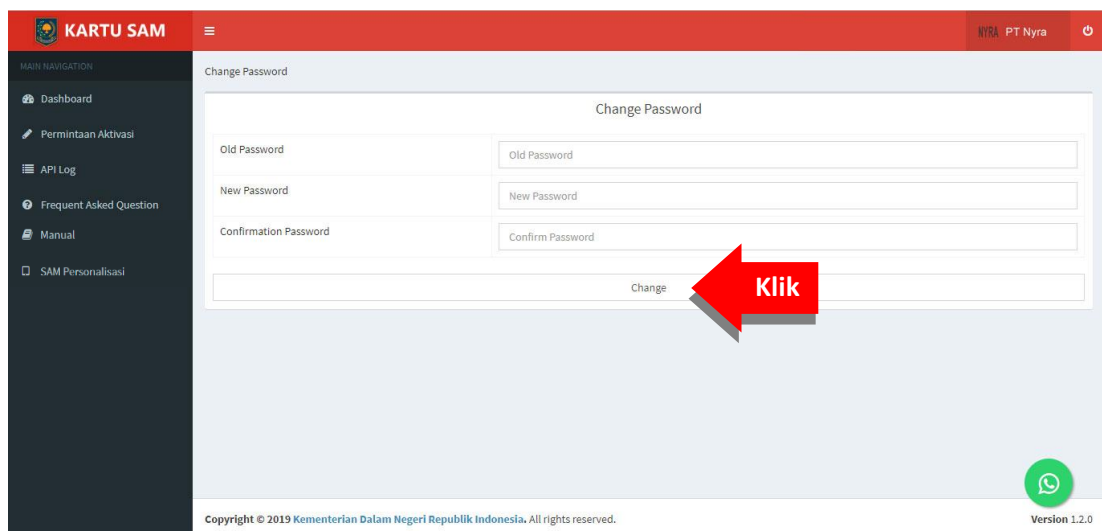 KARTU SAM
NYRA PT Nyra
MAIN NAVIGATION
Dashboard
Permintaan Aktivasi
API Log
Frequent Asked Question
Manual
SAM Personalisasi
Change Password
Change Password
Old Password
Old Password
New Password
New Password
Confirmation Password
Confirm Password
Change
Klik
Copyright © 2019 Kementerian Dalam Negeri Republik Indonesia. All rights reserved.
Version 1.2.0